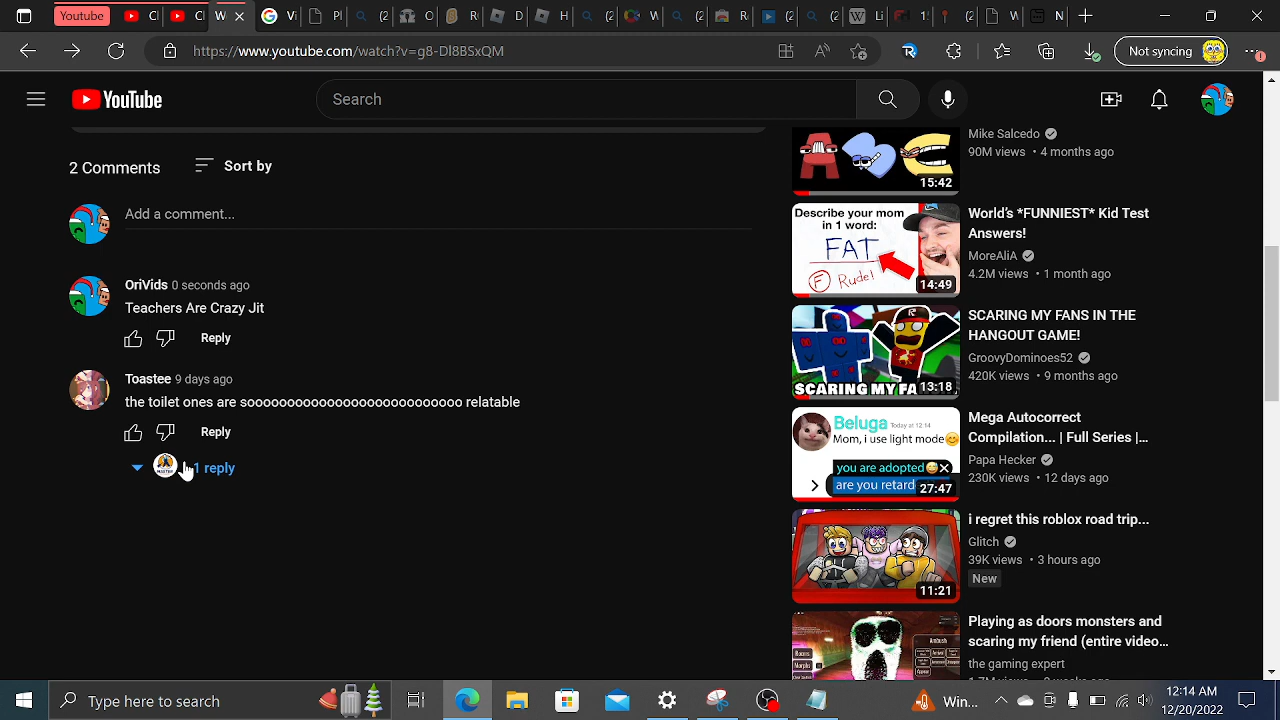 Youtube
https://www.youtube.com/watch?v=g8-Dl8BSxQM
Not syncing
YouTube
Search
2 Comments
Sort by
Add a comment...
OriVids 0 seconds ago
Teachers Are Crazy Jit
Reply
Toastee 9 days ago
the toilet ones are sooooooooooooooooooooooooooo relatable
Reply
1 reply
15:42
Mike Salcedo
90M views • 4 months ago
Describe your mom
in 1 word:
FAT
F Rude!
14:49
World's *FUNNIEST* Kid Test
Answers!
MoreAliA
4.2M views • 1 month ago
SCARING MY FA
13:18
SCARING MY FANS IN THE
HANGOUT GAME!
GroovyDominoes52
420K views • 9 months ago
Beluga Today at 12:14
Mom, i use light mode
you are adopted
are you retard
27:47
Mega Autocorrect
Compilation... | Full Series |...
Papa Hecker
230K views • 12 days ago
11:21
i regret this roblox road trip...
Glitch
39K views • 3 hours ago
New
Playing as doors monsters and
scaring my friend (entire video...
the gaming expert
Type here to search
Win...
12:14 AM
12/20/2022